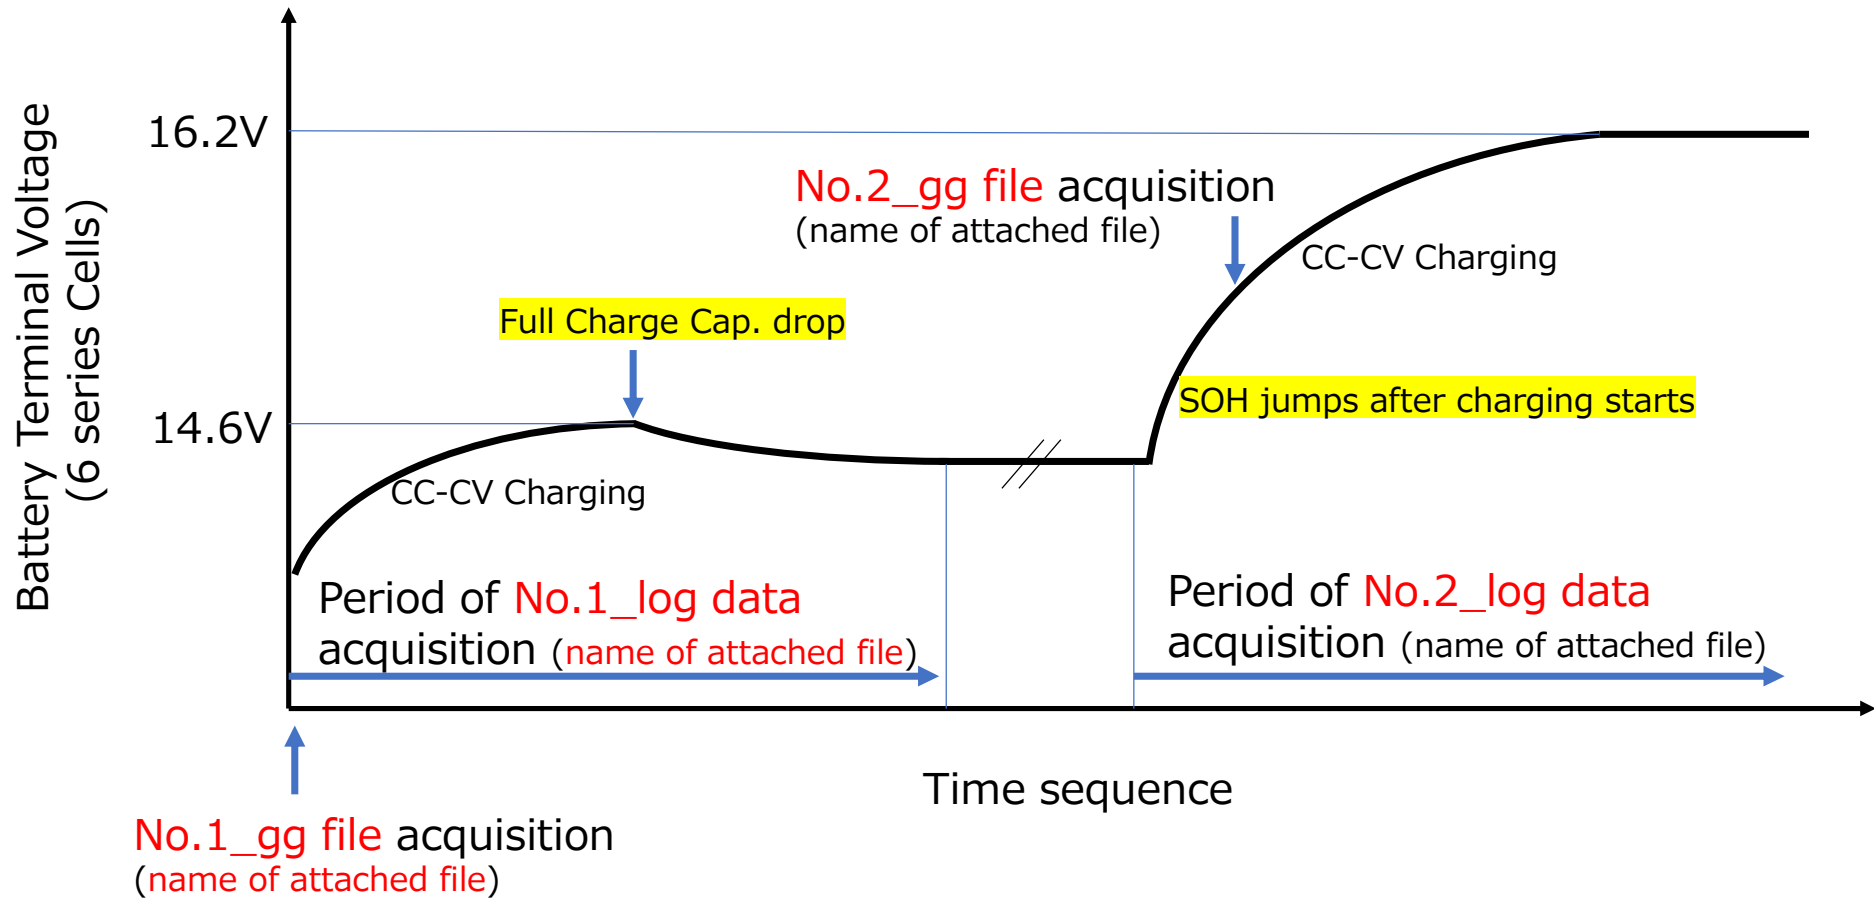 Battery Terminal Voltage
(6 series Cells)
16.2V
14.6V
No.2_gg file acquisition
(name of attached file)
CC-CV Charging
Full Charge Cap. drop
SOH jumps after charging starts
CC-CV Charging
Period of No.1_log data
acquisition (name of attached file)
Period of No.2_log data
acquisition (name of attached file)
Time sequence
No.1_gg file acquisition
(name of attached file)